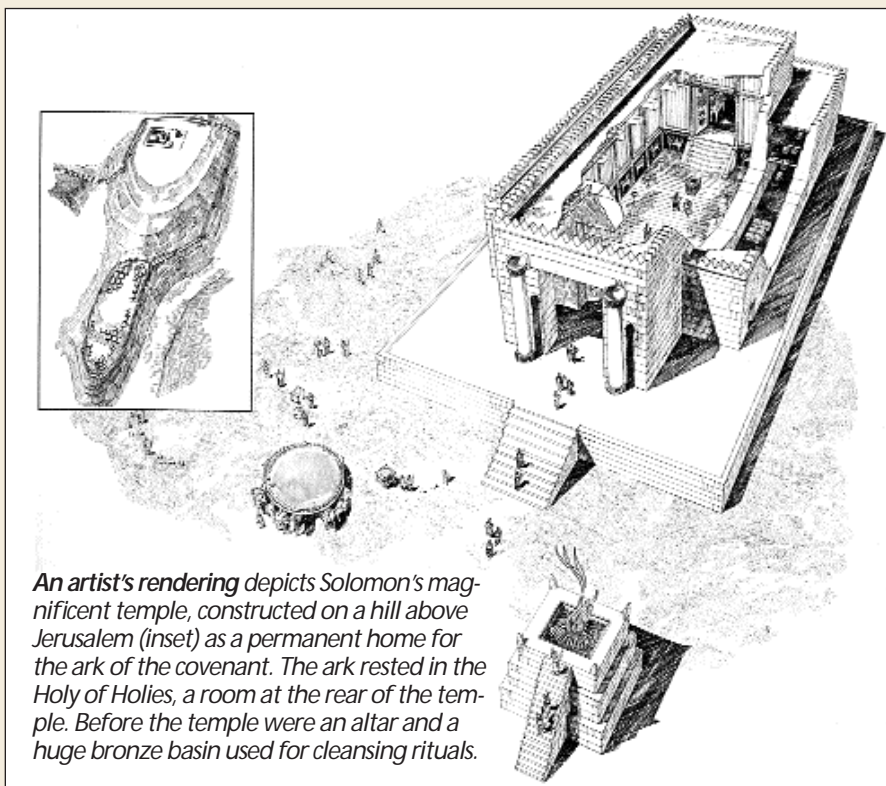 An artist's rendering depicts Solomon's mag-
nificent temple, constructed on a hill above
Jerusalem (inset) as a permanent home for
the ark of the covenant. The ark rested in the
Holy of Holies, a room at the rear of the tem-
ple. Before the temple were an altar and a
huge bronze basin used for cleansing rituals.